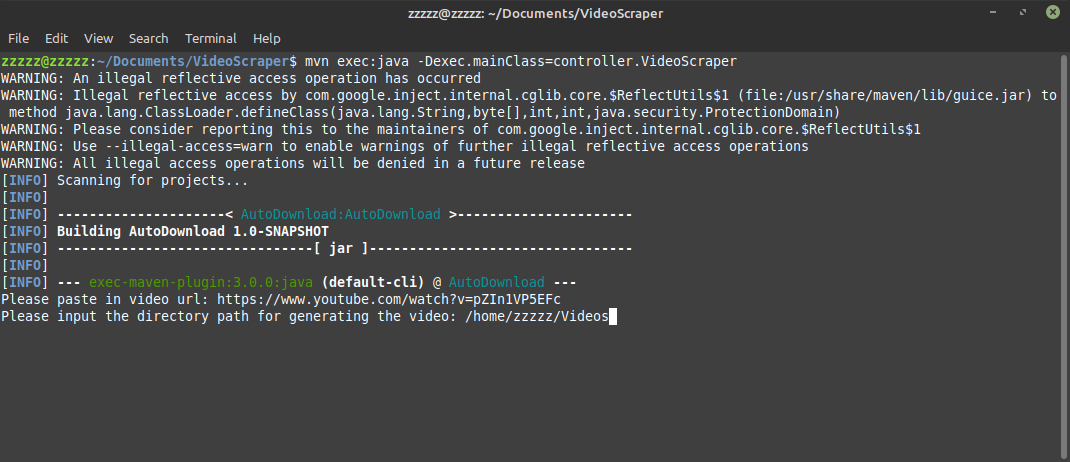 zzzzz@zzzzz: ~/Documents/VideoScraper
File Edit View Search Terminal Help
zzzzz@zzzzz:~/Documents/VideoScraper$ mvn exec:java -Dexec.mainClass=controller.VideoScraper
WARNING: An illegal reflective access operation has occurred
WARNING: Illegal reflective access by com.google.inject.internal.cglib.core.$ReflectUtils$1 (file:/usr/share/maven/lib/guice.jar) to
 method java.lang.ClassLoader.defineClass(java.lang.String,byte[],int,int,java.security.ProtectionDomain)
WARNING: Please consider reporting this to the maintainers of com.google.inject.internal.cglib.core.$ReflectUtils$1
WARNING: Use --illegal-access=warn to enable warnings of further illegal reflective access operations
WARNING: All illegal access operations will be denied in a future release
[INFO] Scanning for projects...
[INFO]
[INFO] ---------------------< AutoDownload:AutoDownload >----------------------
[INFO] Building AutoDownload 1.0-SNAPSHOT
[INFO] --------------------------------[ jar ]---------------------------------
[INFO]
[INFO] --- exec-maven-plugin:3.0.0:java (default-cli) @ AutoDownload ---
Please paste in video url: https://www.youtube.com/watch?v=pZIn1VP5EFc
Please input the directory path for generating the video: /home/zzzzz/Videos